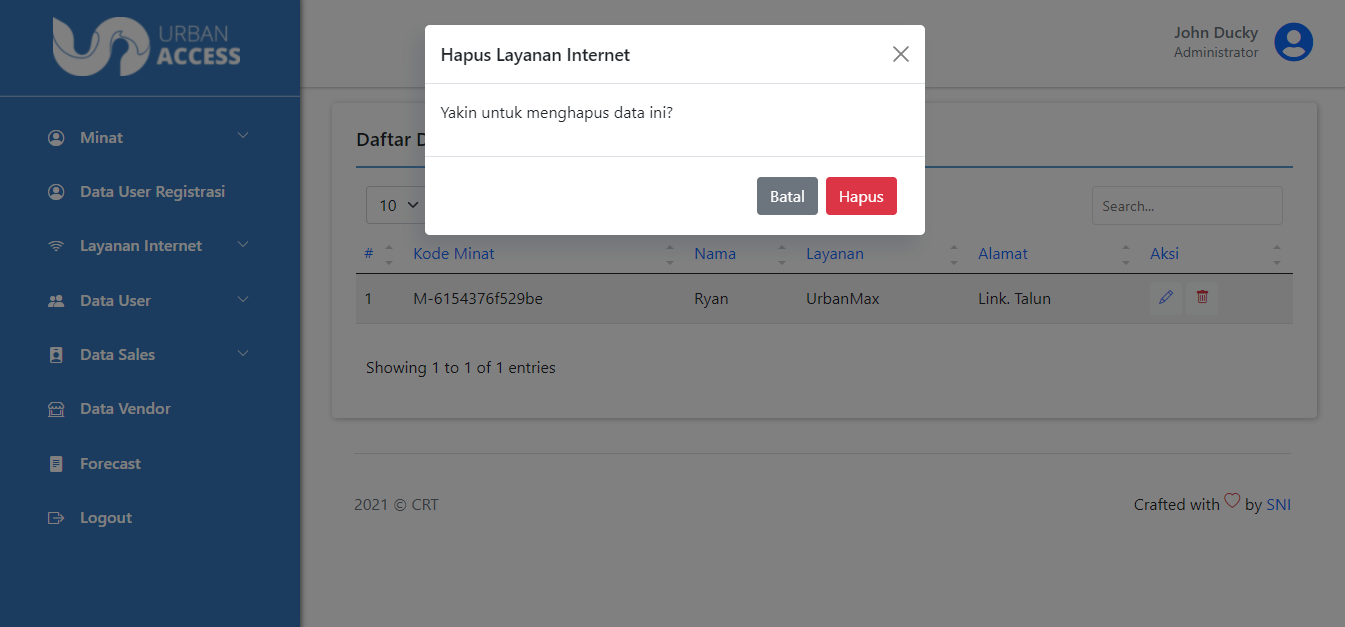 URBAN
ACCESS
Minat
Data User Registrasi
Layanan Internet
Data User
Data Sales
Data Vendor
Forecast
Logout
John Ducky
Administrator
Hapus Layanan Internet
Yakin untuk menghapus data ini?
Batal Hapus
Daftar
10
Search...
# Kode Minat Nama Layanan Alamat Aksi
1 M-6154376f529be Ryan UrbanMax Link. Talun
Showing 1 to 1 of 1 entries
2021 © CRT
Crafted with ♡ by SNI